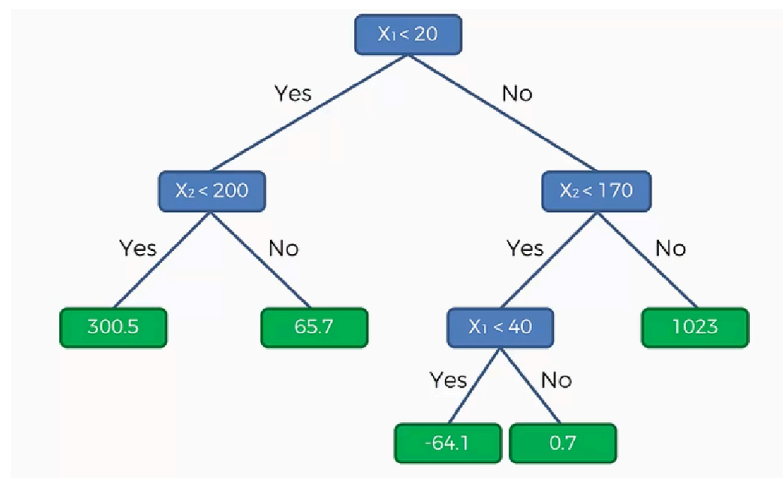 X₁ < 20
Yes
No
X₂ < 200
X₂ < 170
Yes
No
Yes
No
300.5
65.7
X₁ < 40
1023
Yes
No
-64.1
0.7